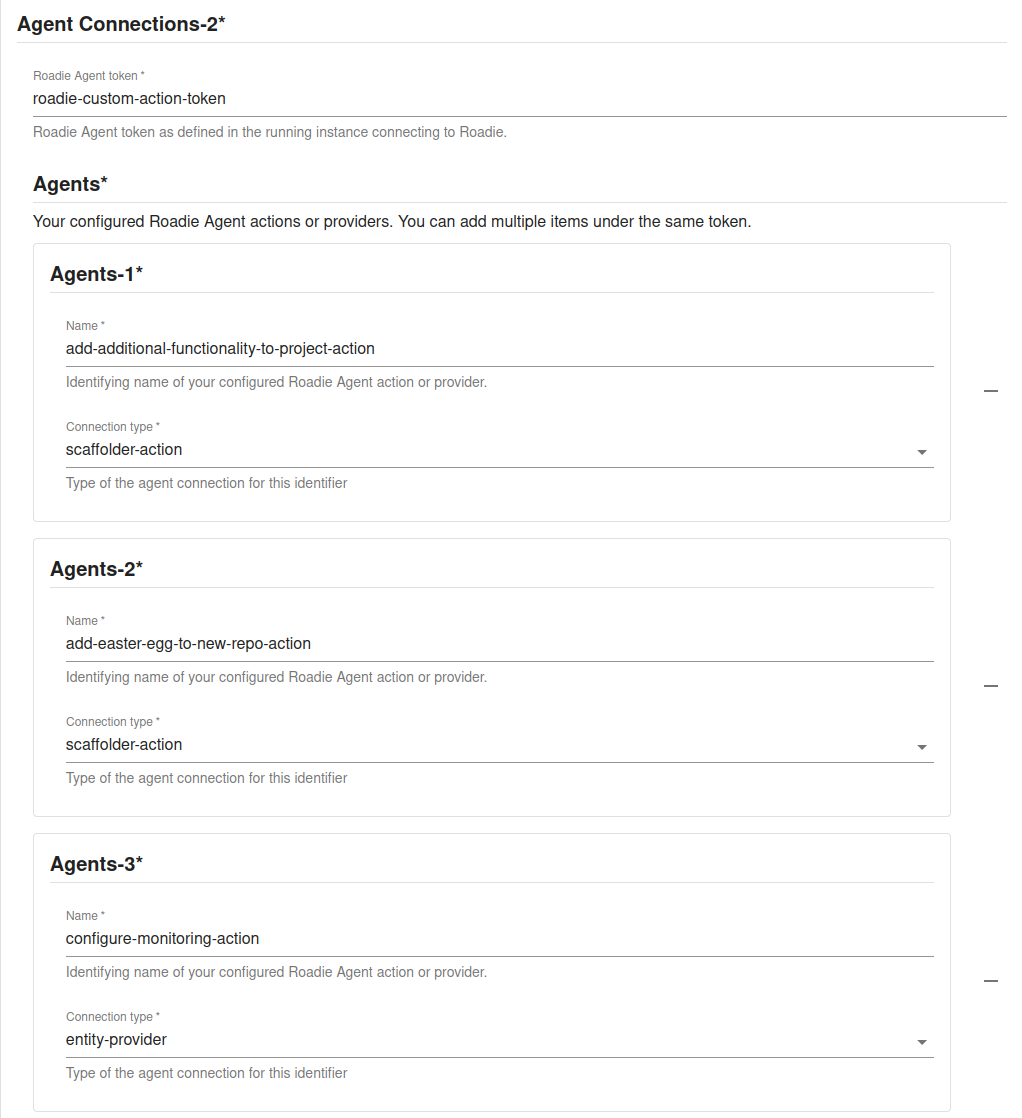 Agent Connections-2*
Roadie Agent token *
roadie-custom-action-token
Roadie Agent token as defined in the running instance connecting to Roadie.
Agents*
Your configured Roadie Agent actions or providers. You can add multiple items under the same token.
Agents-1*
Name *
add-additional-functionality-to-project-action
Identifying name of your configured Roadie Agent action or provider.
Connection type *
scaffolder-action
Type of the agent connection for this identifier
Agents-2*
Name *
add-easter-egg-to-new-repo-action
Identifying name of your configured Roadie Agent action or provider.
Connection type *
scaffolder-action
Type of the agent connection for this identifier
Agents-3*
Name *
configure-monitoring-action
Identifying name of your configured Roadie Agent action or provider.
Connection type *
entity-provider
Type of the agent connection for this identifier